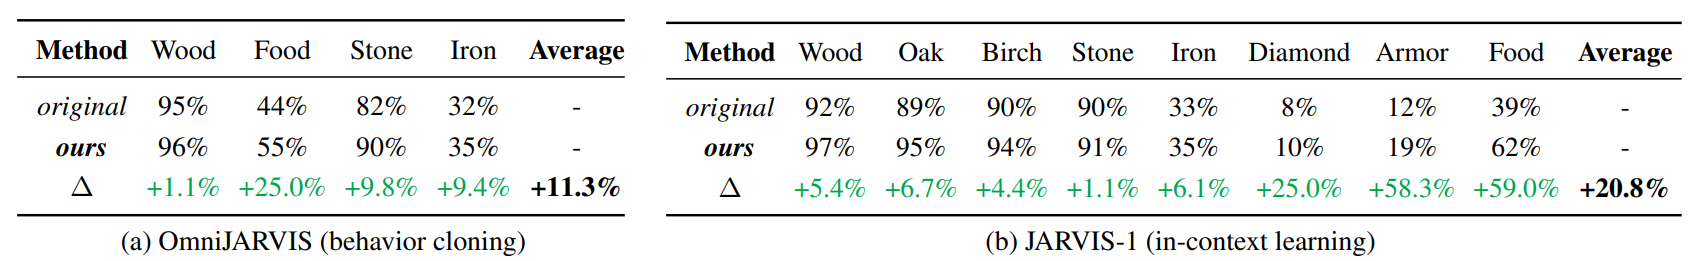 Method Wood Food Stone Iron Average
original 95% 44% 82% 32% -
ours 96% 55% 90% 35% -
Δ +1.1% +25.0% +9.8% +9.4% +11.3%
(a) OmniJARVIS (behavior cloning)
Method Wood Oak Birch Stone Iron Diamond Armor Food Average
original 92% 89% 90% 90% 33% 8% 12% 39% -
ours 97% 95% 94% 91% 35% 10% 19% 62% -
Δ +5.4% +6.7% +4.4% +1.1% +6.1% +25.0% +58.3% +59.0% +20.8%
(b) JARVIS-1 (in-context learning)